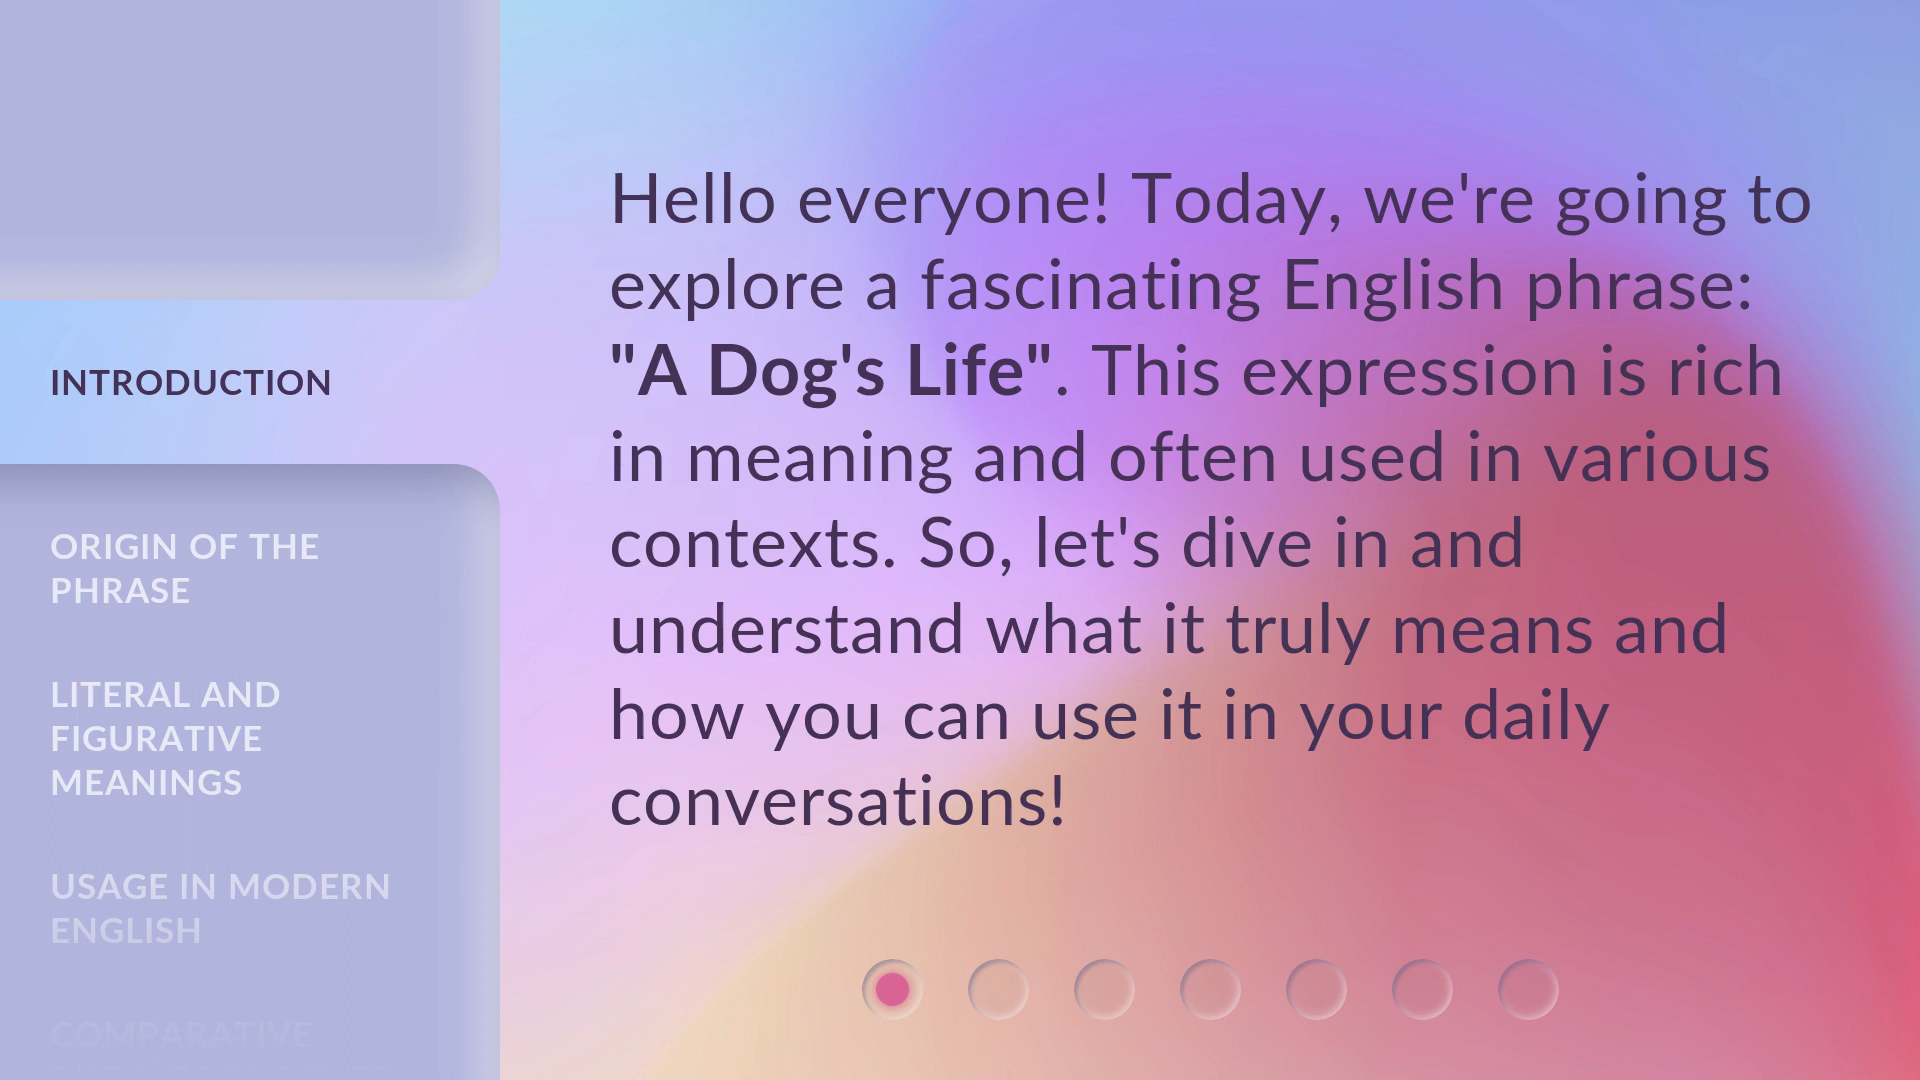 INTRODUCTION
ORIGIN OF THE
PHRASE
LITERAL AND
FIGURATIVE
MEANINGS
USAGE IN MODERN
ENGLISH
COMPARATIVE
Hello everyone! Today, we're going to
explore a fascinating English phrase:
"A Dog's Life". This expression is rich
in meaning and often used in various
contexts. So, let's dive in and
understand what it truly means and
how you can use it in your daily
conversations!